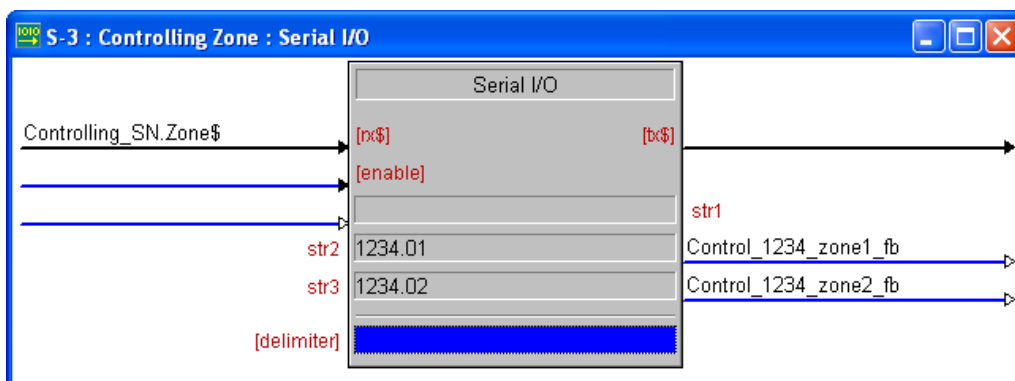 1010
S-3 : Controlling Zone : Serial I/O
Serial I/O
Controlling_SN.Zone$ [rx$] [tx$]
[enable]
str1
str2 1234.01 Control_1234_zone1_fb
str3 1234.02 Control_1234_zone2_fb
[delimiter]